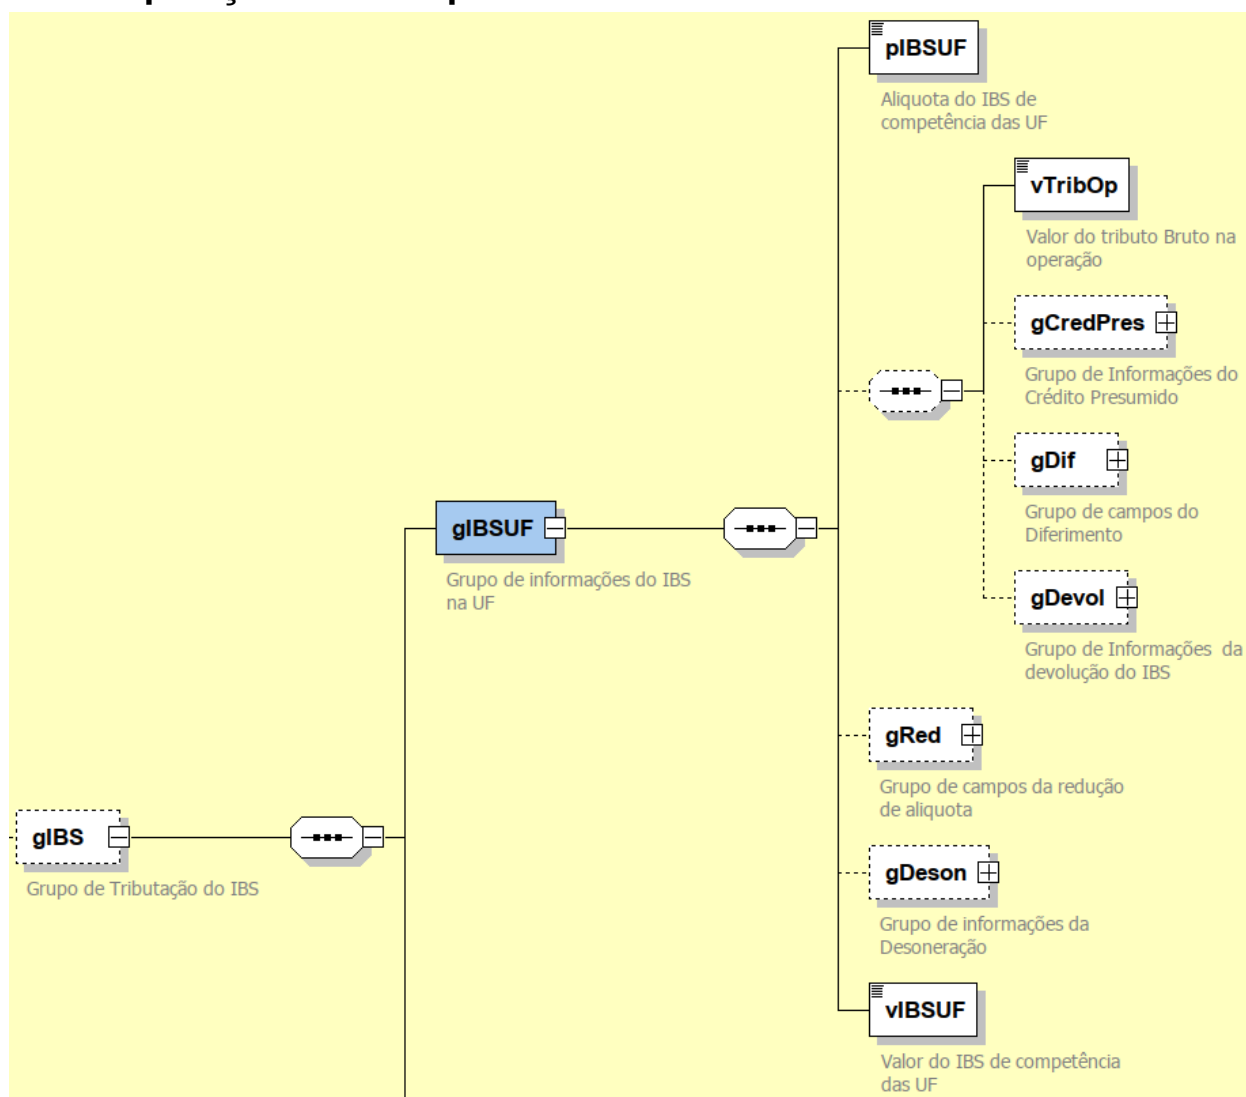 pIBSUF
Aliquota do IBS de
competência das UF
vTribOp
Valor do tributo Bruto na
operação
gCredPres
Grupo de Informações do
Crédito Presumido
gDif
Grupo de campos do
Diferimento
gIBSUF
Grupo de informações do IBS
na UF
gDevol
Grupo de Informações  da
devolução do IBS
gRed
Grupo de campos da redução
de aliquota
gIBS
Grupo de Tributação do IBS
gDeson
Grupo de informações da
Desoneração
vIBSUF
Valor do IBS de competência
das UF